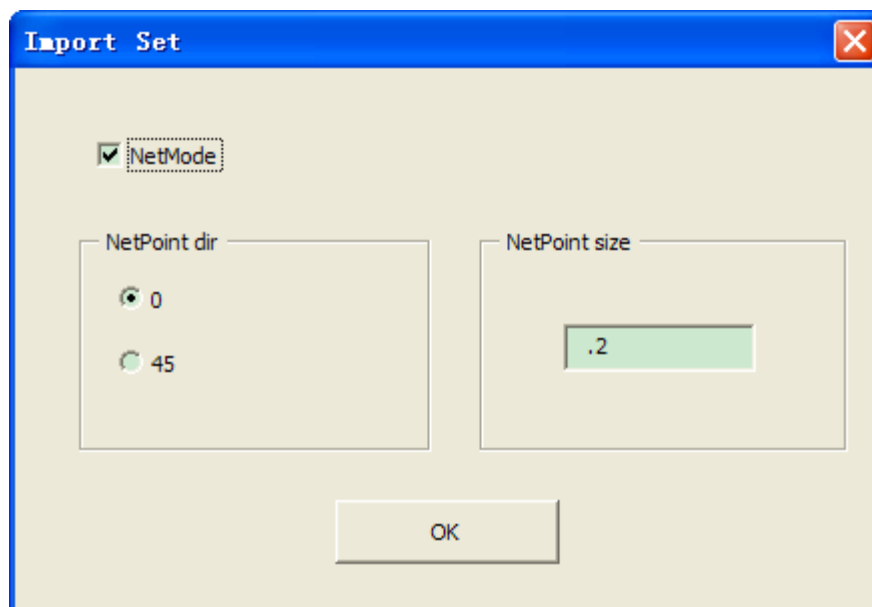 Import Set
NetMode
NetPoint dir
0
45
NetPoint size
.2
OK